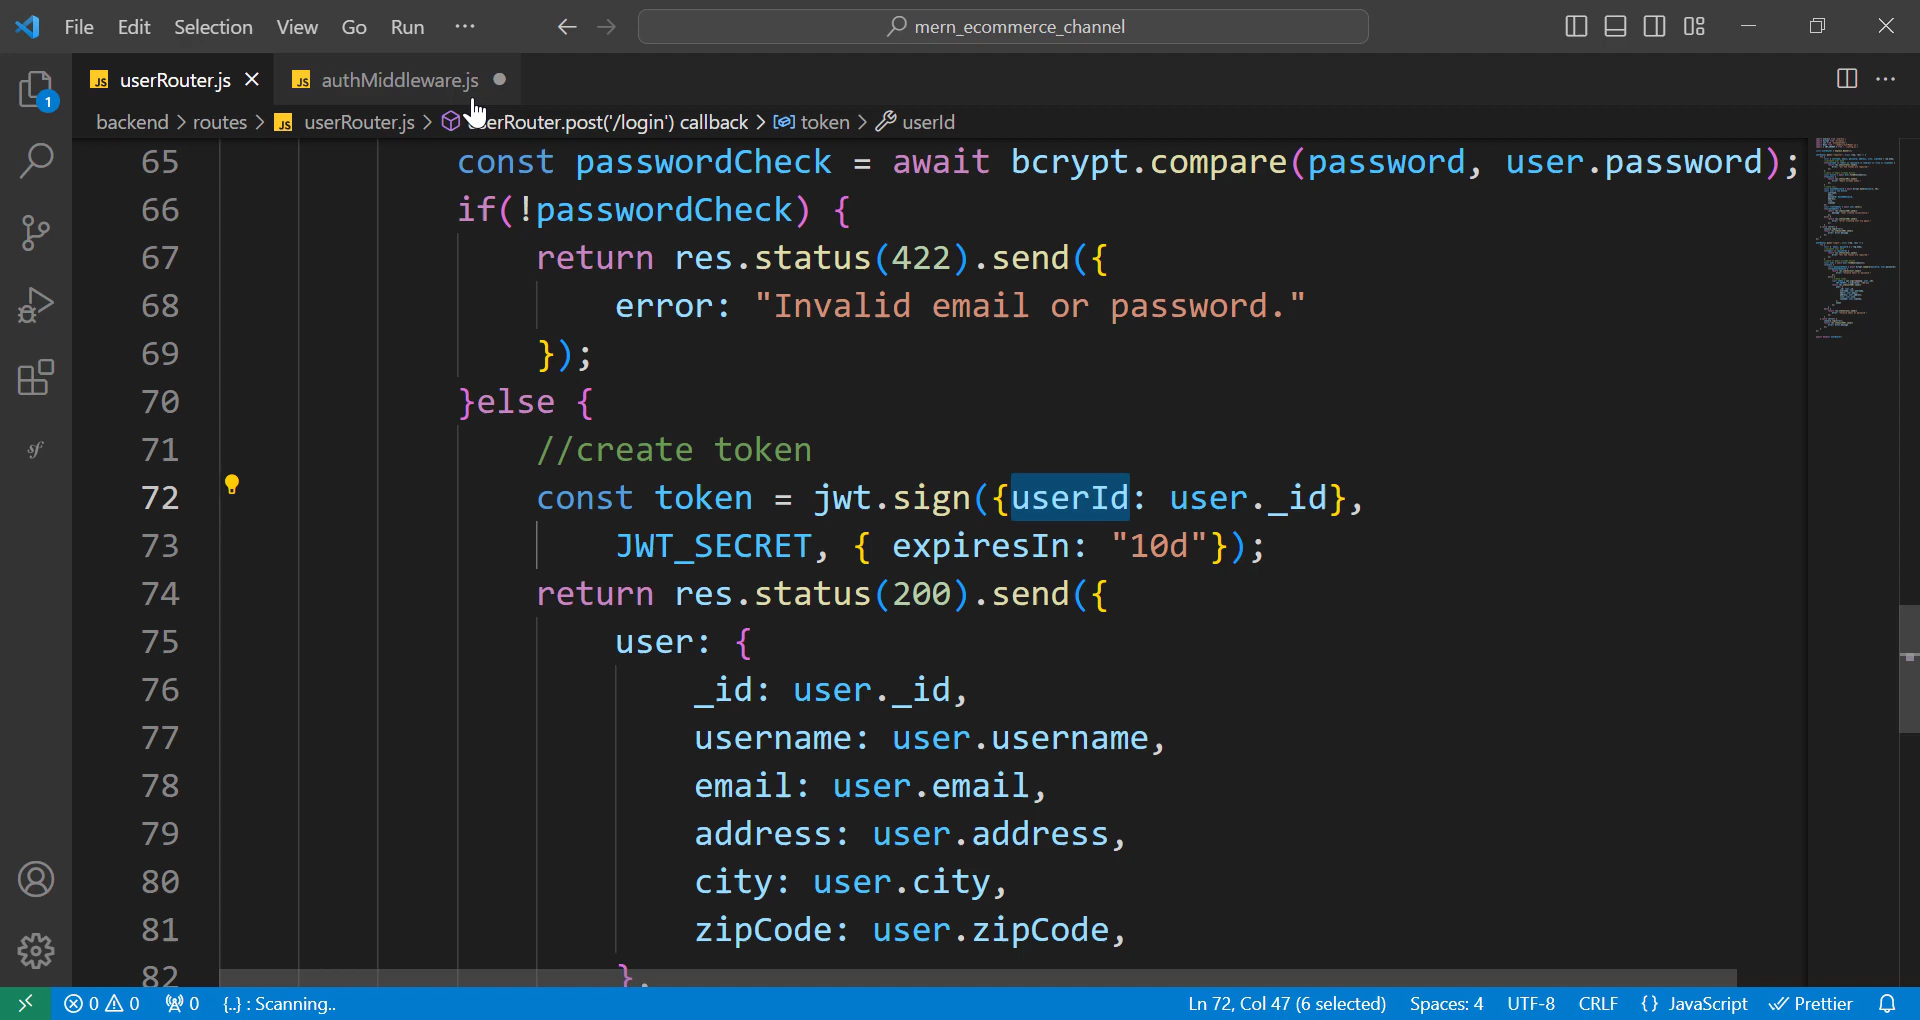 File Edit Selection View Go Run ··· mern_ecommerce_channel
JS userRouter.js JS authMiddleware.js
1
backend > routes > JS userRouter.js > erRouter.post('/login') callback > token > userId
65 const passwordCheck = await bcrypt.compare(password, user.password);
66 if(!passwordCheck) {
67 return res.status(422).send({
68 error: "Invalid email or password."
69 });
70 }else {
71 //create token
72 const token = jwt.sign({userId: user._id},
73 JWT_SECRET, { expiresIn: "10d"});
74 return res.status(200).send({
75 user: {
76 _id: user._id,
77 username: user.username,
78 email: user.email,
79 address: user.address,
80 city: user.city,
81 zipCode: user.zipCode,
82 },
sf
0 0 0 {..} : Scanning.. Ln 72, Col 47 (6 selected) Spaces: 4 UTF-8 CRLF {} JavaScript Prettier